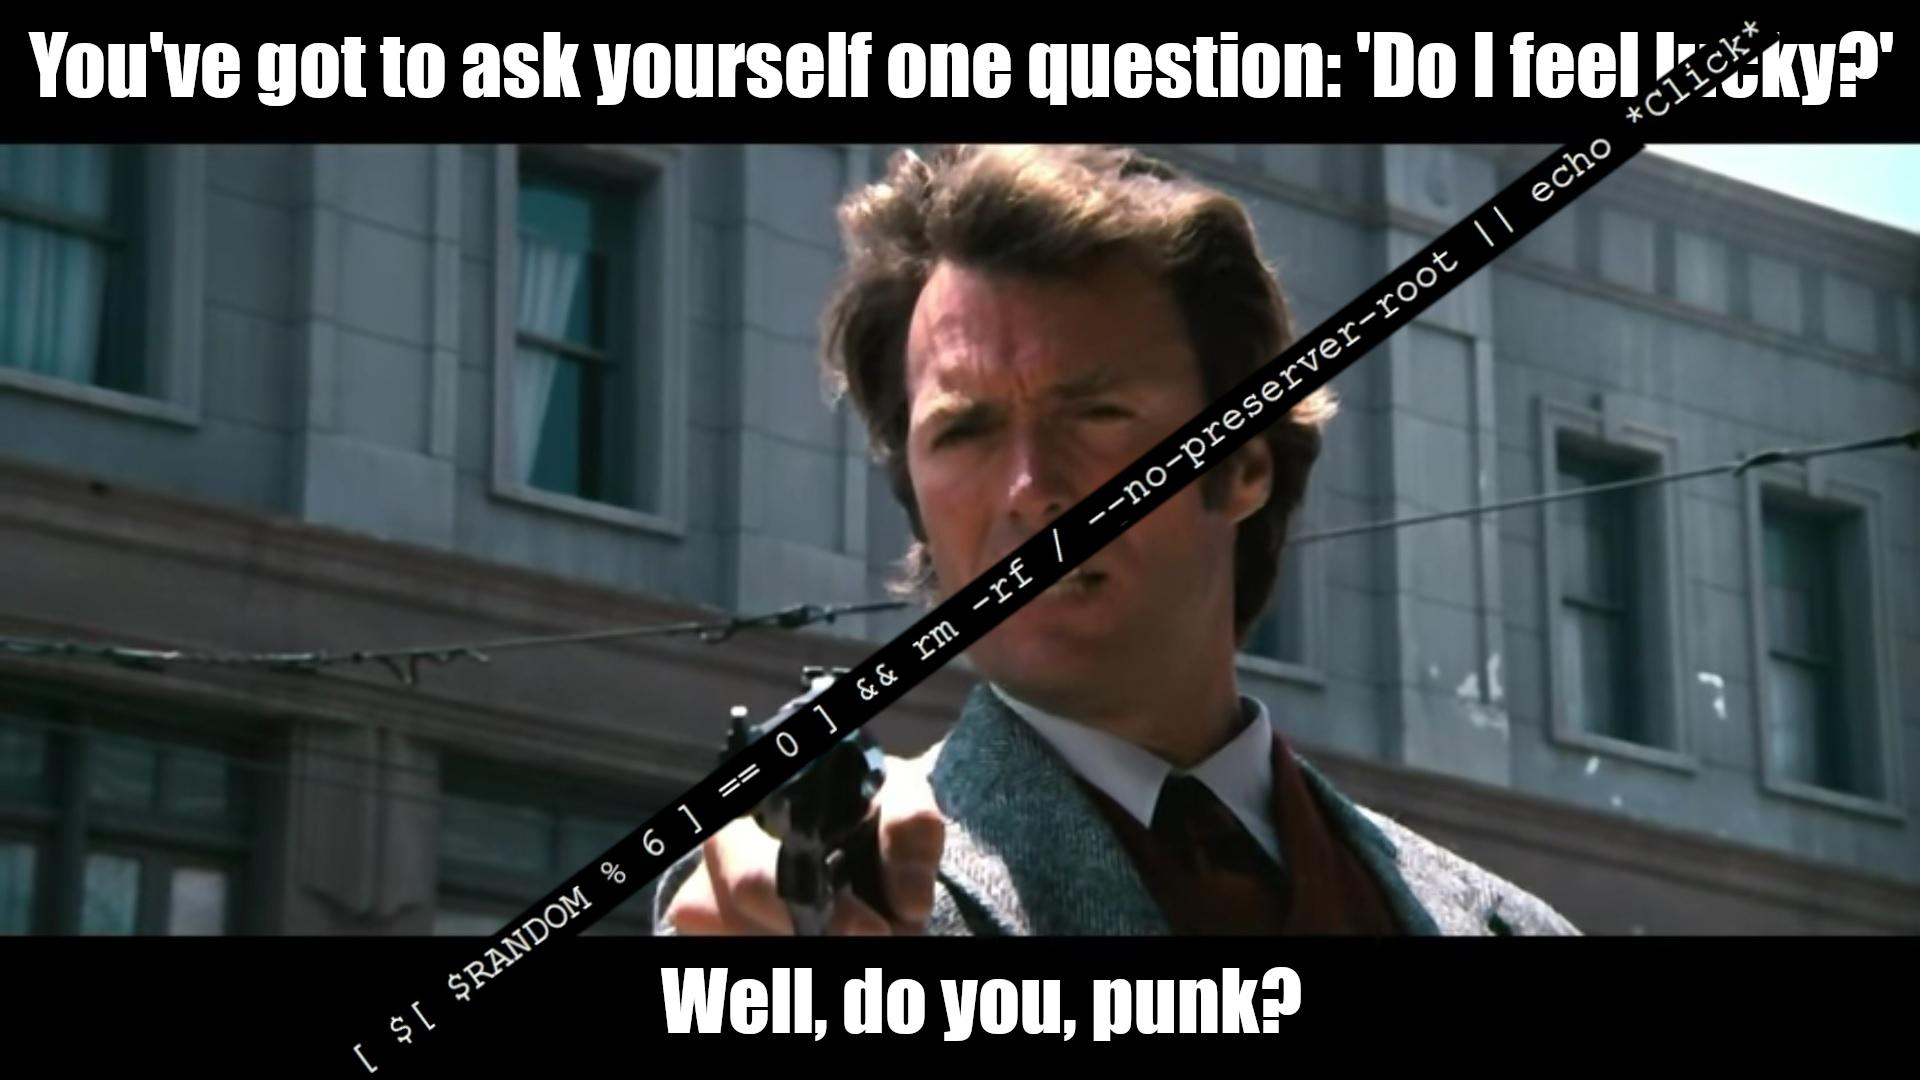 You've got to ask yourself one question: 'Do I feel lucky?'
[ $[ $RANDOM % 6 ] == 0 ] && rm -rf / --no-preserver-root || echo *Click*
Well, do you, punk?